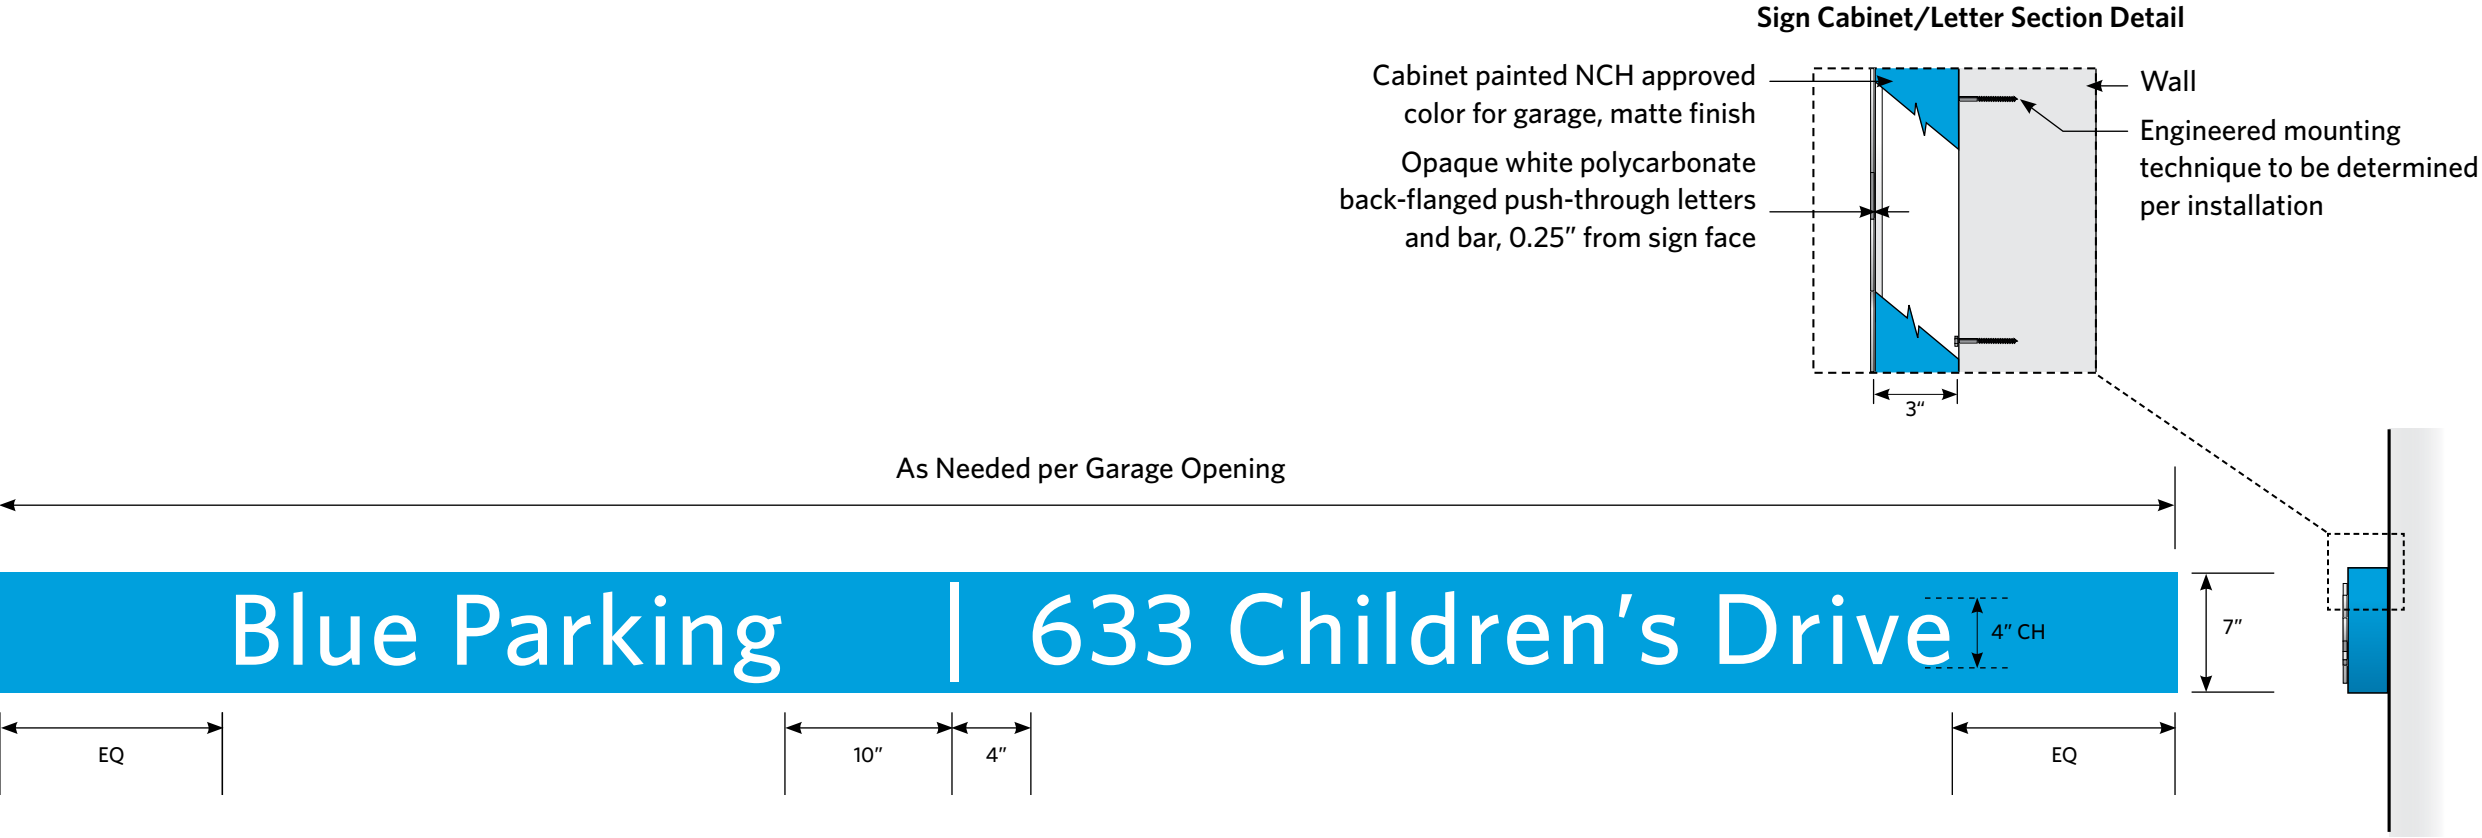 Sign Cabinet/Letter Section Detail
Cabinet painted NCH approved
color for garage, matte finish
Opaque white polycarbonate
back-flanged push-through letters
and bar, 0.25” from sign face
Wall
Engineered mounting
technique to be determined
per installation
3“
As Needed per Garage Opening
Blue Parking | 633 Children’s Drive
4” CH
7”
EQ
10”
4”
EQ